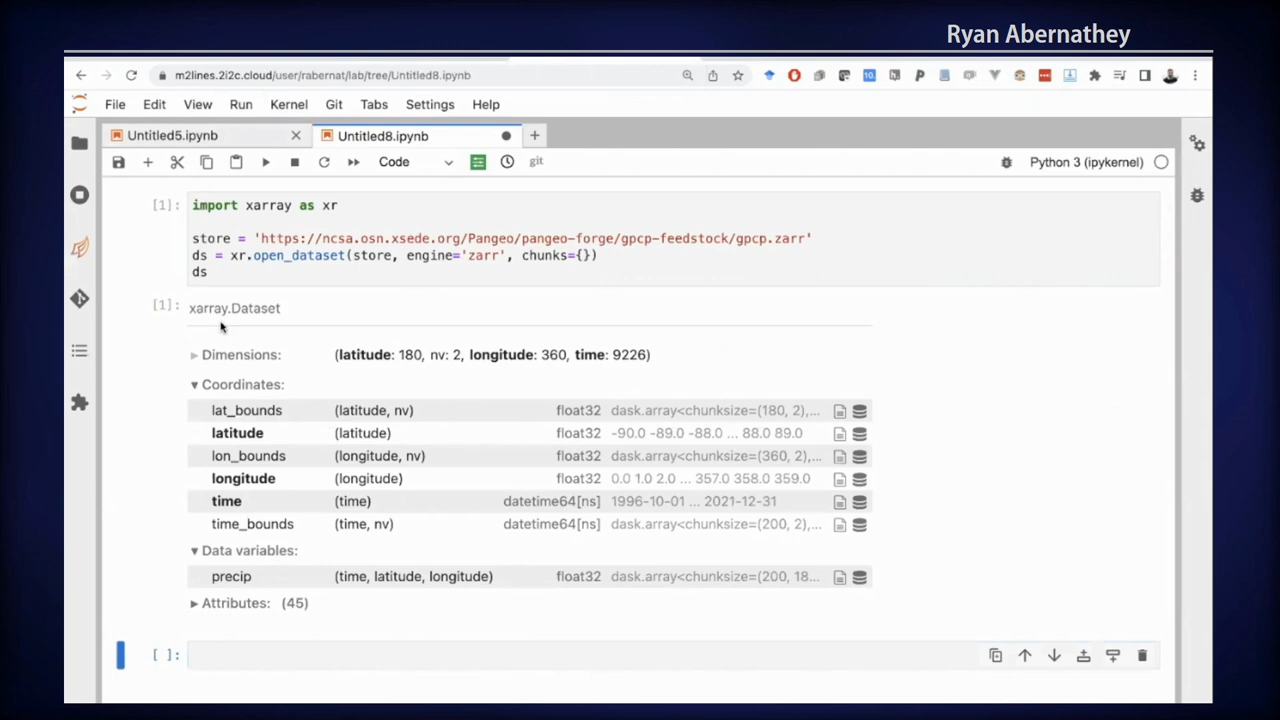 Ryan Abernathey
m2lines.2i2c.cloud/user/rabernat/lab/tree/Untitled8.ipynb
File Edit View Run Kernel Git Tabs Settings Help
Untitled5.ipynb Untitled8.ipynb
Code git Python 3 (ipykernel)
[1]: import xarray as xr
store = 'https://ncsa.osn.xsede.org/Pangeo/pangeo-forge/gpcp-feedstock/gpcp.zarr'
ds = xr.open_dataset(store, engine='zarr', chunks={})
ds
[1]: xarray.Dataset
Dimensions: (latitude: 180, nv: 2, longitude: 360, time: 9226)
Coordinates:
lat_bounds (latitude, nv) float32 dask.array<chunksize=(180, 2),...
latitude (latitude) float32 -90.0 -89.0 -88.0 ... 88.0 89.0
lon_bounds (longitude, nv) float32 dask.array<chunksize=(360, 2),...
longitude (longitude) float32 0.0 1.0 2.0 ... 357.0 358.0 359.0
time (time) datetime64[ns] 1996-10-01 ... 2021-12-31
time_bounds (time, nv) datetime64[ns] dask.array<chunksize=(200, 2),...
Data variables:
precip (time, latitude, longitude) float32 dask.array<chunksize=(200, 18...
Attributes: (45)
[ ]: